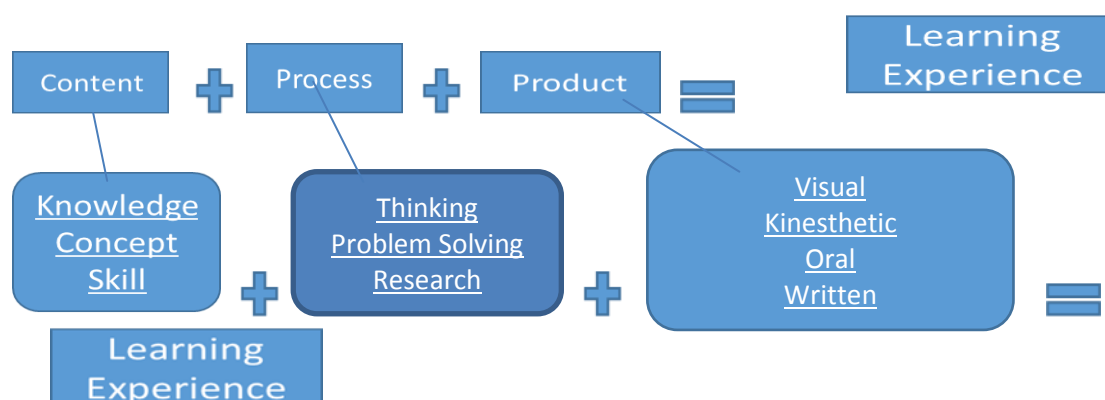 Content + Process + Product = Learning
Experience
Knowledge
Concept
Skill
+
Thinking
Problem Solving
Research
+
Visual
Kinesthetic
Oral
Written
=
Learning
Experience